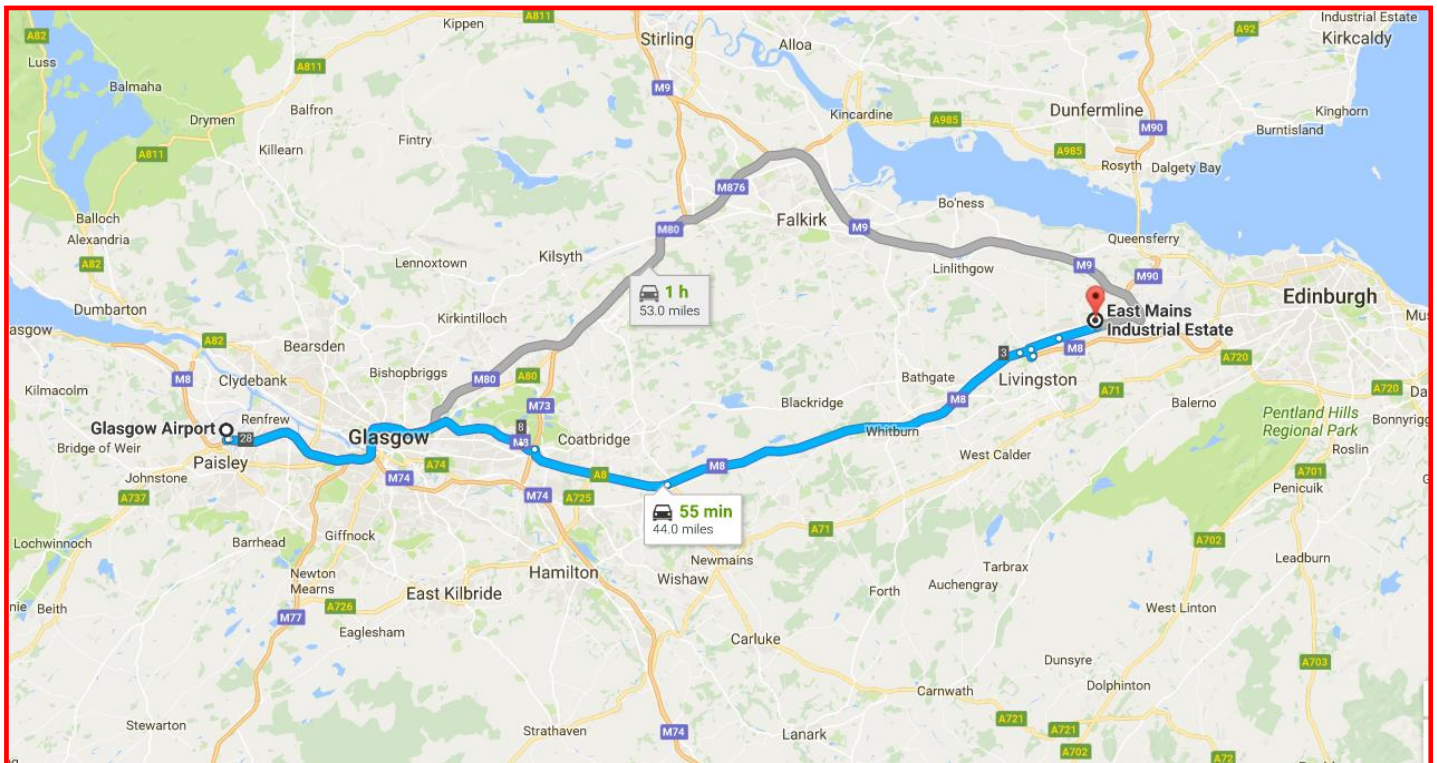 Kippen
A811
Industrial Estate
A82
A92
Kirkcaldy
Stirling
Alloa
Luss
A811
Balmaha
M9
Balfron
Dunfermline
Kinghorn
Drymen
Kincardine
A985
M90
Burntisland
Fintry
Killearn
A811
A985
Rosyth
Dalgety Bay
M876
Bo'ness
Balloch
Falkirk
M80
M9
Alexandria
Queensferry
Kilsyth
Lennoxtown
A82
Linlithgow
M9
M90
1 h
53.0 miles
Edinburgh
Dumbarton
East Mains
Industrial Estate
Kirkintilloch
asgow
A82
Bearsden
M8
3
A720
Bishopbriggs
M8
Clydebank
M80
A80
Bathgate
Livingston
Kilmacolm
A71
A720
Da
M73
Blackridge
M8
Balerno
Renfrew
Pentland Hills
Regional Park
Bonnyrigg
Glasgow Airport
28
8
Whitburn
Glasgow
M8
Coatbridge
Bridge of Weir
Roslin
West Calder
Paisley
A74
M8
A701
Johnstone
M74
A8
Penicuik
A737
M74
A725
55 min
44.0 miles
A71
Giffnock
A702
Lochwinnoch
Barrhead
Newmains
Leadburn
Tarbrax
Newton
Mearns
Hamilton
Wishaw
Auchengray
East Kilbride
Forth
nie
Beith
A726
West Linton
M77
Eaglesham
Carluke
Dunsyre
A703
Dolphinton
Carnwath
Stewarton
A721
A721
Strathaven
M74
Lanark
A702
A72